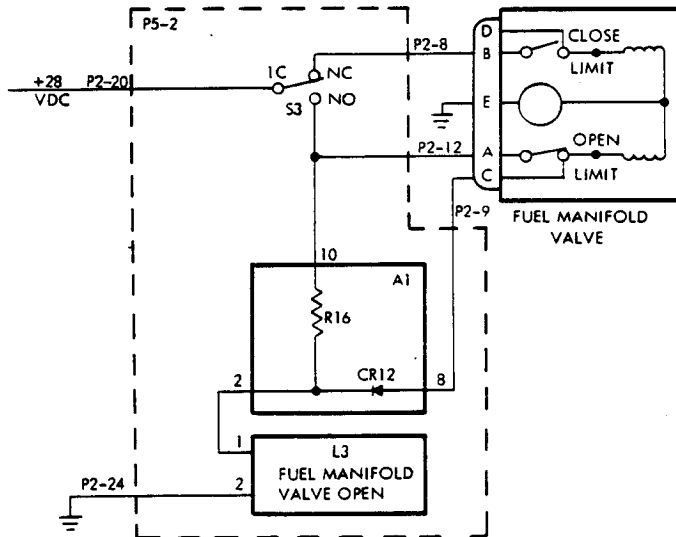 P5-2
D
CLOSE
P2-8
B
LIMIT
+28
VDC
P2-20
1C
NC
S3
NO
E
OPEN
P2-12
A
LIMIT
C
P2-9
FUEL MANIFOLD
VALVE
10
A1
R16
2
CR12
8
1
L3
FUEL MANIFOLD
VALVE OPEN
P2-24
2